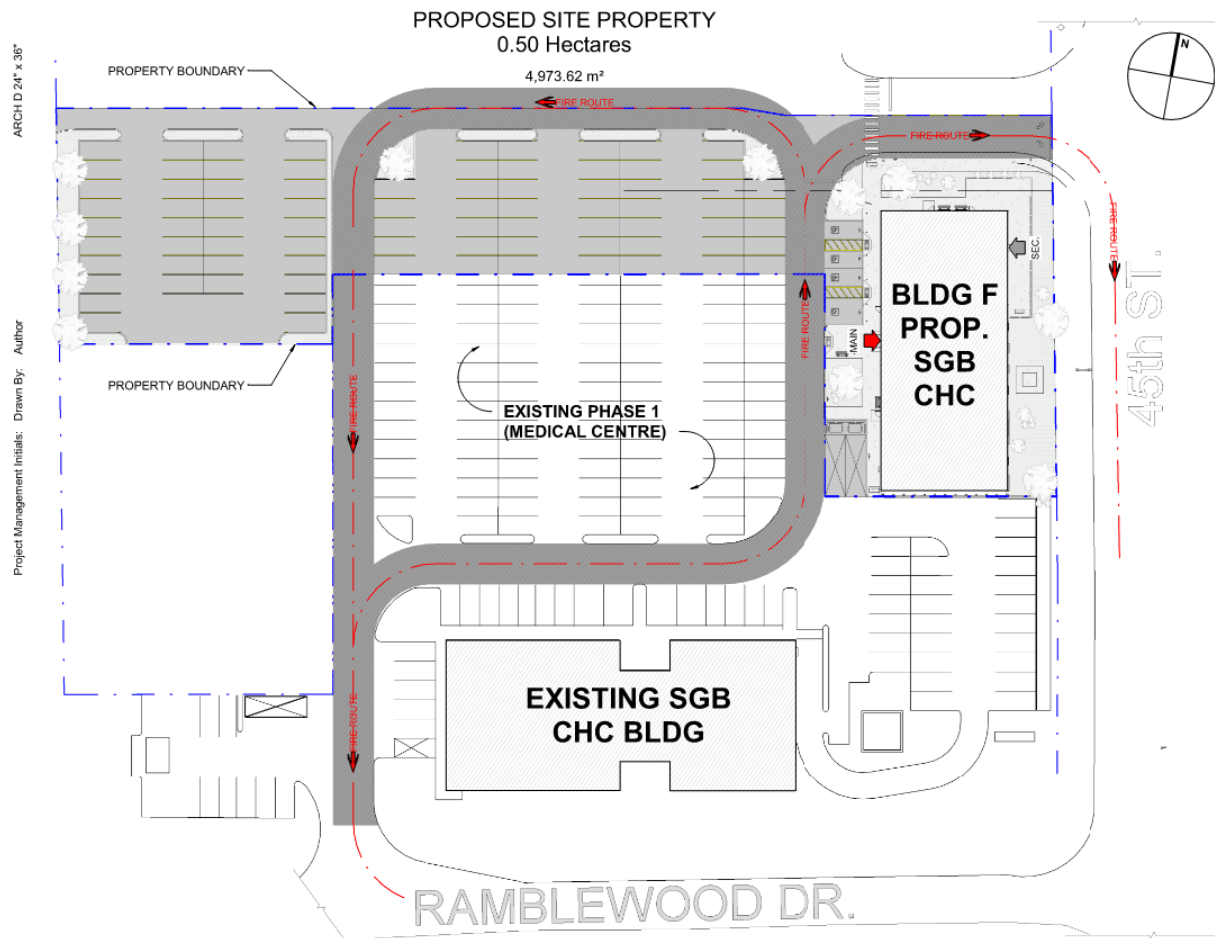 PROPOSED SITE PROPERTY
0.50 Hectares
4,973.62 m²
ARCH D 24" x 36"
PROPERTY BOUNDARY
N
FIRE ROUTE
FIRE ROUTE
FIRE ROUTE
SEC.
BLDG F
PROP.
SGB
CHC
MAIN
45th ST.
FIRE ROUTE
Project Management Initials: Drawn By: Author
PROPERTY BOUNDARY
FIRE ROUTE
EXISTING PHASE 1
(MEDICAL CENTRE)
EXISTING SGB
CHC BLDG
FIRE ROUTE
RAMBLEWOOD DR.